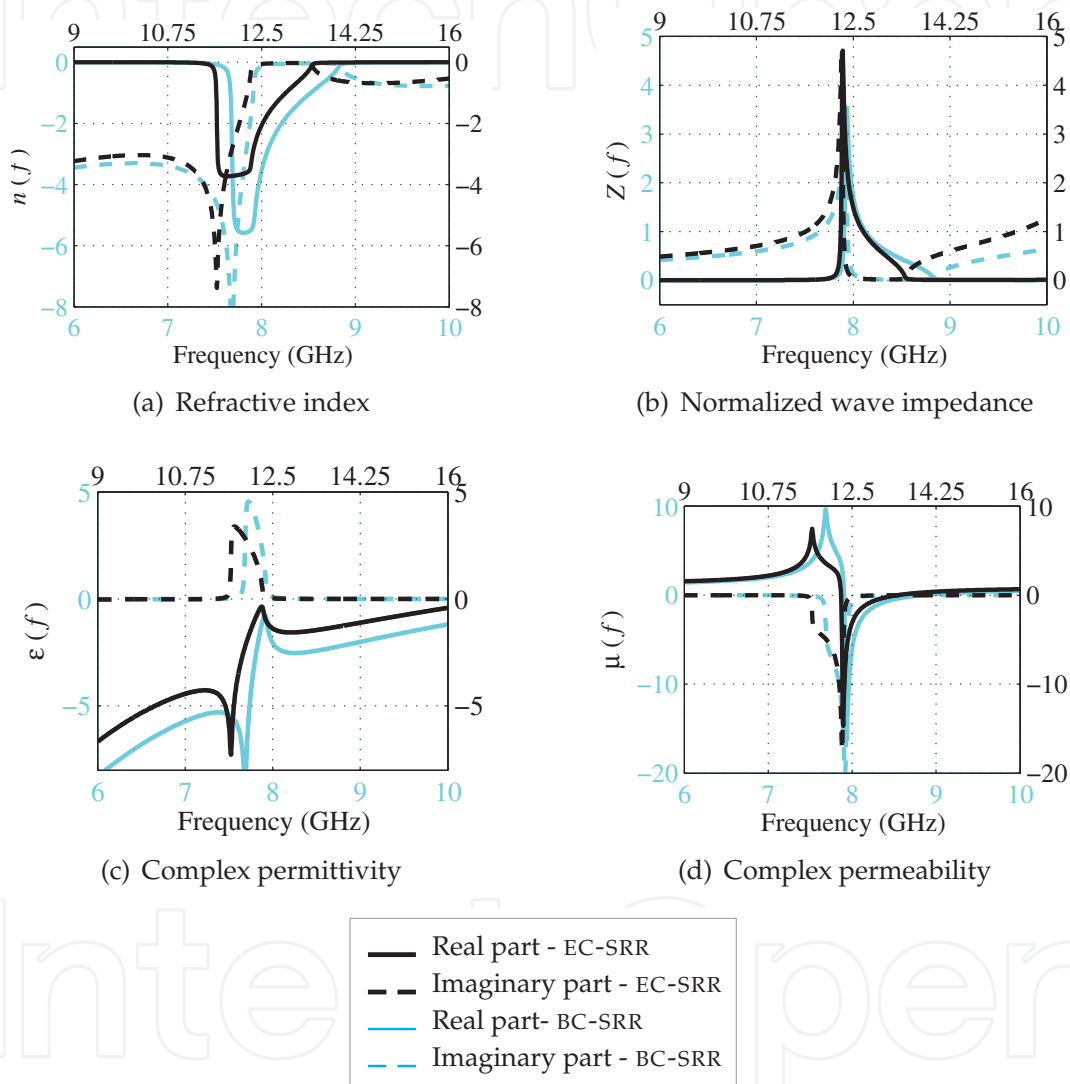 9 10.75 12.5 14.25 16
0 −2 −4 −6 −8
n (f)
0 −2 −4 −6 −8
6 7 8 9 10
Frequency (GHz)
(a) Refractive index
9 10.75 12.5 14.25 16
5 4 3 2 1 0
Z (f)
5 4 3 2 1 0
6 7 8 9 10
Frequency (GHz)
(b) Normalized wave impedance
9 10.75 12.5 14.25 16
5 0 −5
ε (f)
5 0 −5
6 7 8 9 10
Frequency (GHz)
(c) Complex permittivity
9 10.75 12.5 14.25 16
10 0 −10 −20
μ (f)
10 0 −10 −20
6 7 8 9 10
Frequency (GHz)
(d) Complex permeability
Real part - EC-SRR
Imaginary part - EC-SRR
Real part- BC-SRR
Imaginary part - BC-SRR